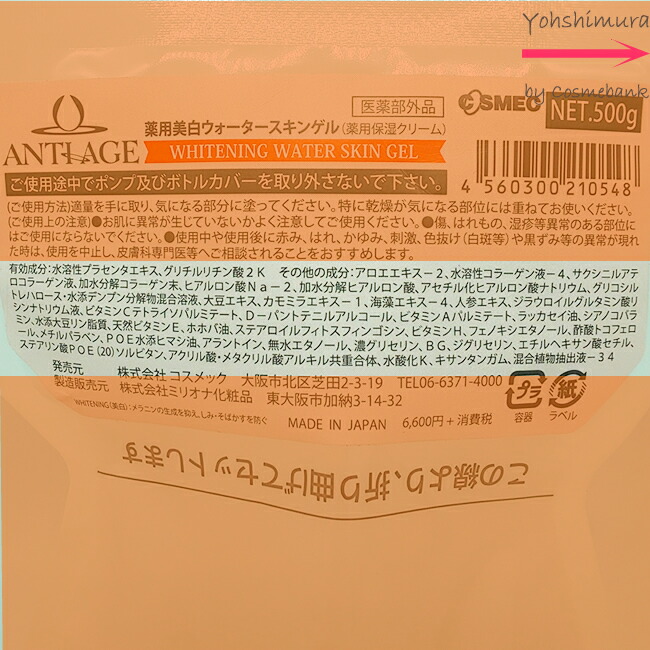 Yohshimura
by Cosmebank
医薬部外品
COSMEC
NET.500g
ANTI-AGE
薬用美白ウォータースキンゲル(薬用保湿クリーム)
WHITENING WATER SKIN GEL
4 560300 210548
ご使用途中でポンプ及びボトルカバーを取り外さないで下さい。
(ご使用方法)適量を手に取り、気になる部分に塗ってください。特に乾燥が気になる部位には重ねてお使いください。
(ご使用上の注意)●お肌に異常が生じていないかよく注意してご使用ください。●傷、はれもの、湿疹等異常のある部位に
はご使用にならないでください。●使用中や使用後に赤み、はれ、かゆみ、刺激、色抜け(白斑等)や黒ずみ等の異常が現れ
た時は、使用を中止し、皮膚科専門医等へご相談されることをおすすめします。
有効成分:水溶性プラセンタエキス、グリチルリチン酸2K その他の成分:アロエエキス-2、水溶性コラーゲン液-4、サクシニルアテ
ロコラーゲン液、加水分解コラーゲン末、ヒアルロン酸Na-2、加水分解ヒアルロン酸、アセチル化ヒアルロン酸ナトリウム、グリコシル
トレハロース・水添デンプン分解物混合溶液、大豆エキス、カモミラエキス-1、海藻エキス-4、人参エキス、ジラウロイルグルタミン酸リ
シンナトリウム液、ビタミンCテトライソパルミテート、D-パントテニルアルコール、ビタミンAパルミテート、ラッカセイ油、シアノコバラ
ミン、水添大豆リン脂質、天然ビタミンE、ホホバ油、ステアロイルフィトスフィンゴシン、ビタミンH、フェノキシエタノール、酢酸トコフェロ
ール、メチルパラベン、POE水添ヒマシ油、アラントイン、無水エタノール、濃グリセリン、BG、ジグリセリン、エチルヘキサン酸セチル、
ステアリン酸POE(20)ソルビタン、アクリル酸・メタクリル酸アルキル共重合体、水酸化K、キサンタンガム、混合植物抽出液-34
発売元 株式会社 コスメック 大阪市北区芝田2-3-19 TEL06-6371-4000
製造販売元 株式会社ミリオナ化粧品 東大阪市加納3-14-32
WHITENING(美白):メラニンの生成を抑え、しみ・そばかすを防ぐ
MADE IN JAPAN 6,600円+消費税
プラ 容器
紙 ラベル
この線より、折り曲げてセットします